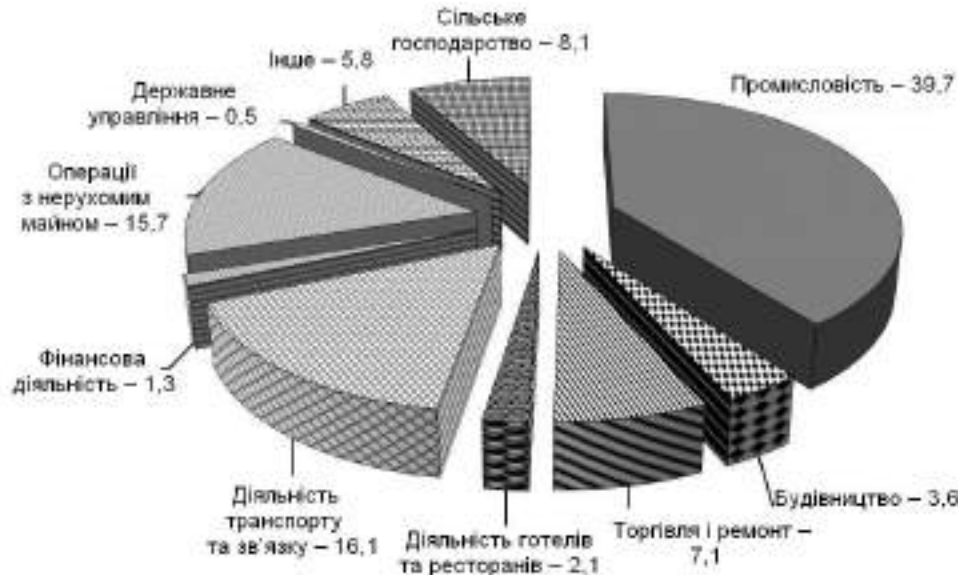 Сільське
господарство – 8,1
Промисловість – 39,7
Будівництво – 3,6
Торгівля і ремонт –
7,1
Діяльність готелів
та ресторанів – 2,1
Діяльність
транспорту
та зв'язку – 16,1
Фінансова
діяльність – 1,3
Операції
з нерухомим
майном – 15,7
Державне
управління – 0,5
Інше – 5,8